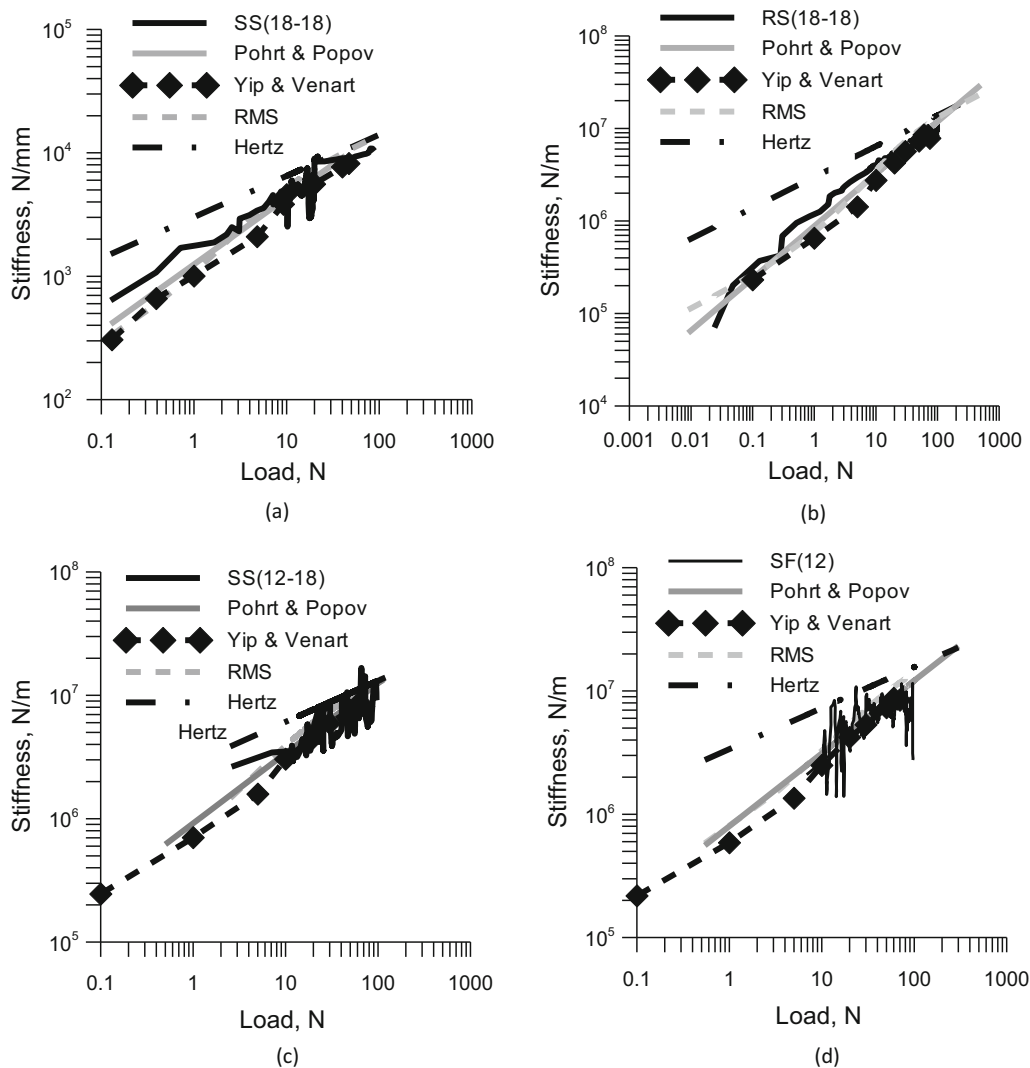 SS(18-18)
Pohrt & Popov
Yip & Venart
RMS
Hertz
Stiffness, N/mm
10^5
10^4
10^3
10^2
0.1 1 10 100 1000
Load, N
(a)
RS(18-18)
Pohrt & Popov
Yip & Venart
RMS
Hertz
Stiffness, N/m
10^8
10^7
10^6
10^5
10^4
0.001 0.01 0.1 1 10 100 1000
Load, N
(b)
SS(12-18)
Pohrt & Popov
Yip & Venart
RMS
Hertz
Hertz
Stiffness, N/m
10^8
10^7
10^6
10^5
0.1 1 10 100 1000
Load, N
(c)
SF(12)
Pohrt & Popov
Yip & Venart
RMS
Hertz
Stiffness, N/m
10^8
10^7
10^6
10^5
0.1 1 10 100 1000
Load, N
(d)